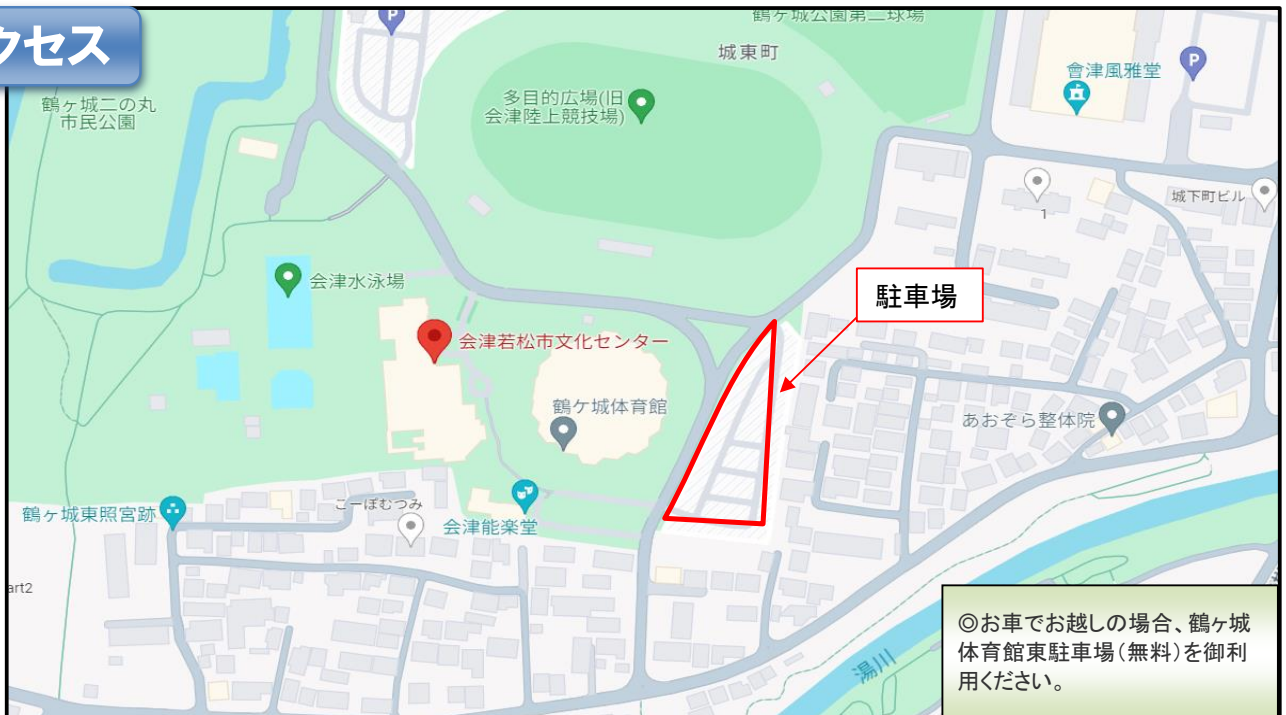 クセス
鶴ケ城公園第二球場
城東町
會津風雅堂
P
P
鶴ヶ城二の丸
市民公園
多目的広場(旧
会津陸上競技場)
城下町ビル
1
会津水泳場
駐車場
会津若松市文化センター
鶴ケ城体育館
あおぞら整体院
こーぽむつみ
鶴ヶ城東照宮跡
会津能楽堂
art2
湯川
◎お車でお越しの場合、鶴ヶ城
体育館東駐車場(無料)を御利
用ください。